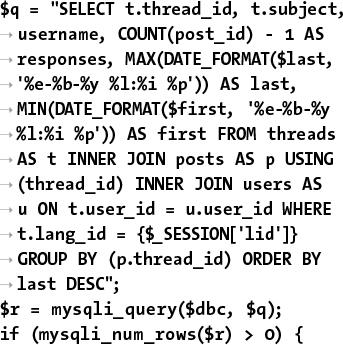 $q = "SELECT t.thread_id, t.subject,
→ username, COUNT(post_id) - 1 AS
→ responses, MAX(DATE_FORMAT($last,
→ '%e-%b-%y %l:%i %p')) AS last,
→ MIN(DATE_FORMAT($first, '%e-%b-%y
→ %l:%i %p')) AS first FROM threads
→ AS t INNER JOIN posts AS p USING
→ (thread_id) INNER JOIN users AS
→ u ON t.user_id = u.user_id WHERE
→ t.lang_id = {$_SESSION['lid']}
→ GROUP BY (p.thread_id) ORDER BY
→ last DESC";
$r = mysqli_query($dbc, $q);
if (mysqli_num_rows($r) > 0) {